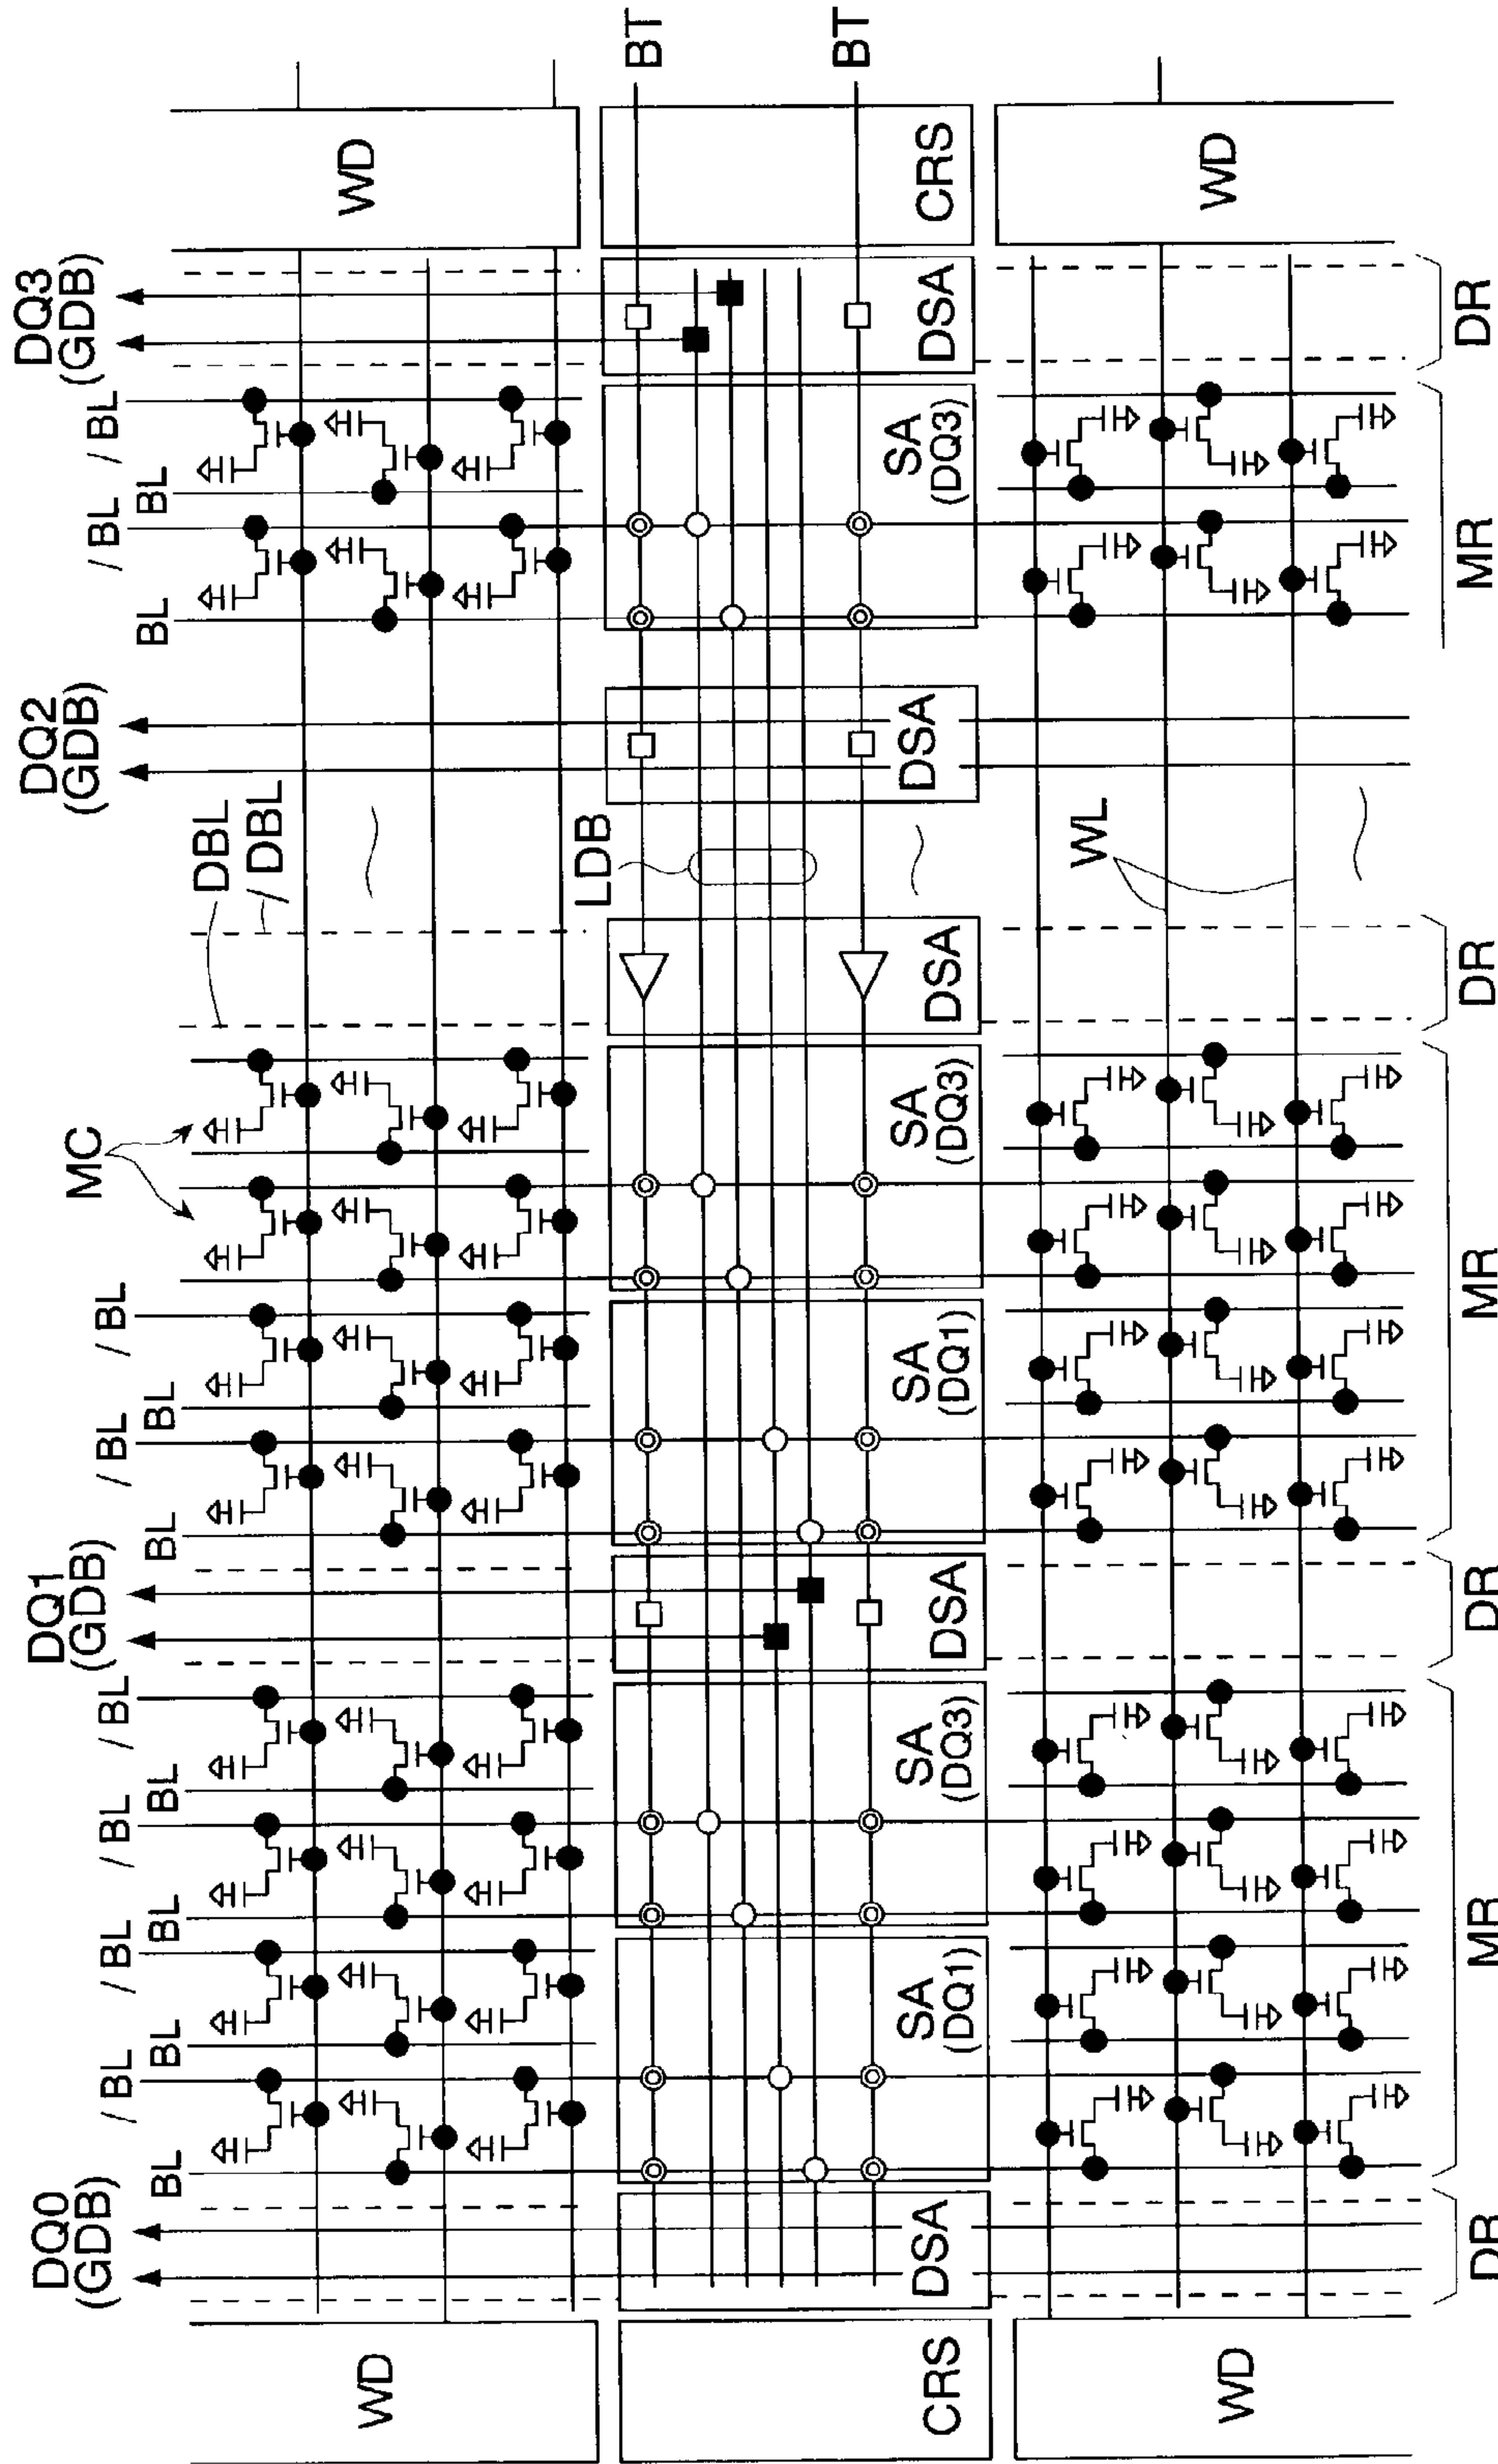 DQ0
(GDB)
DQ1
(GDB)
MC
DQ2
(GDB)
DQ3
(GDB)
BL
/BL
BL
/BL
BL
/BL
BL
/BL
BL
/BL
BL
/BL
DBL
/DBL
BL
/BL
BL
/BL
WD
WD
LDB
BT
BT
CRS
DSA
SA
(DQ1)
SA
(DQ3)
DSA
SA
(DQ1)
SA
(DQ3)
DSA
DSA
SA
(DQ3)
DSA
CRS
WL
WD
WD
DR
MR
DR
MR
DR
MR
DR